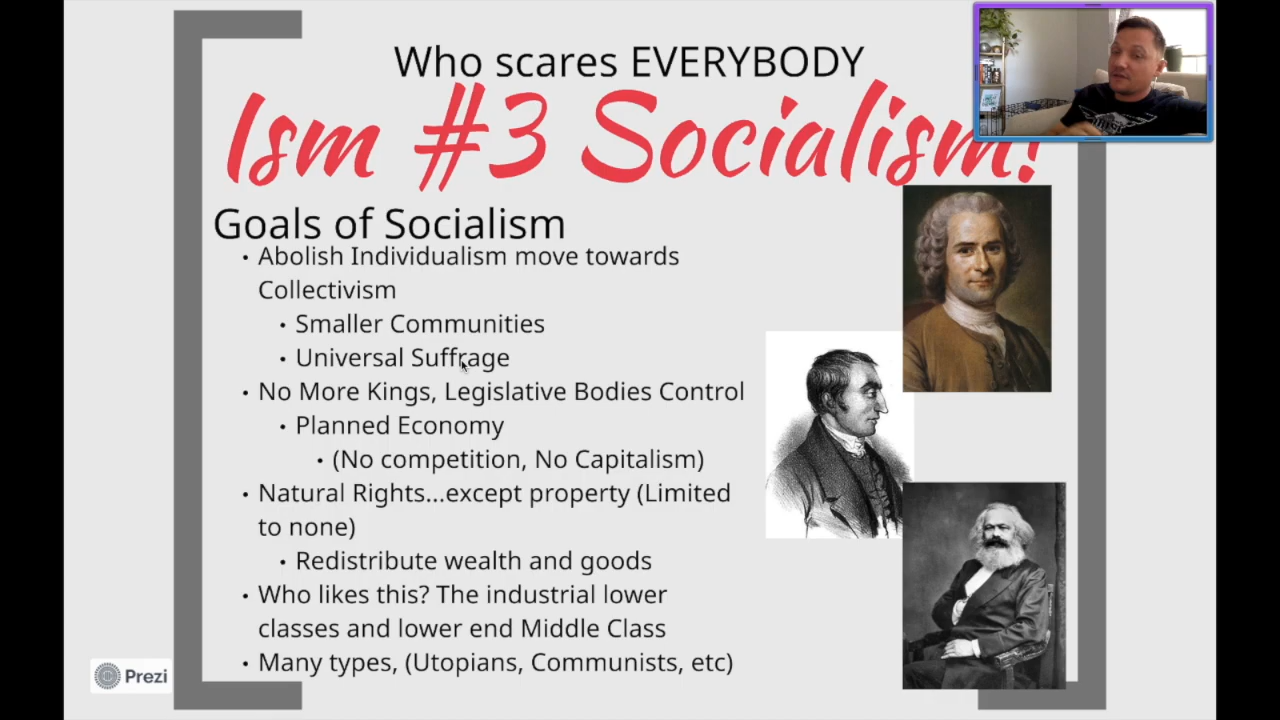 Who scares EVERYBODY
Ism #3 Socialism!
Goals of Socialism
• Abolish Individualism move towards
Collectivism
• Smaller Communities
• Universal Suffrage
• No More Kings, Legislative Bodies Control
• Planned Economy
• (No competition, No Capitalism)
• Natural Rights...except property (Limited
to none)
• Redistribute wealth and goods
• Who likes this? The industrial lower
classes and lower end Middle Class
• Many types, (Utopians, Communists, etc)
Prezi